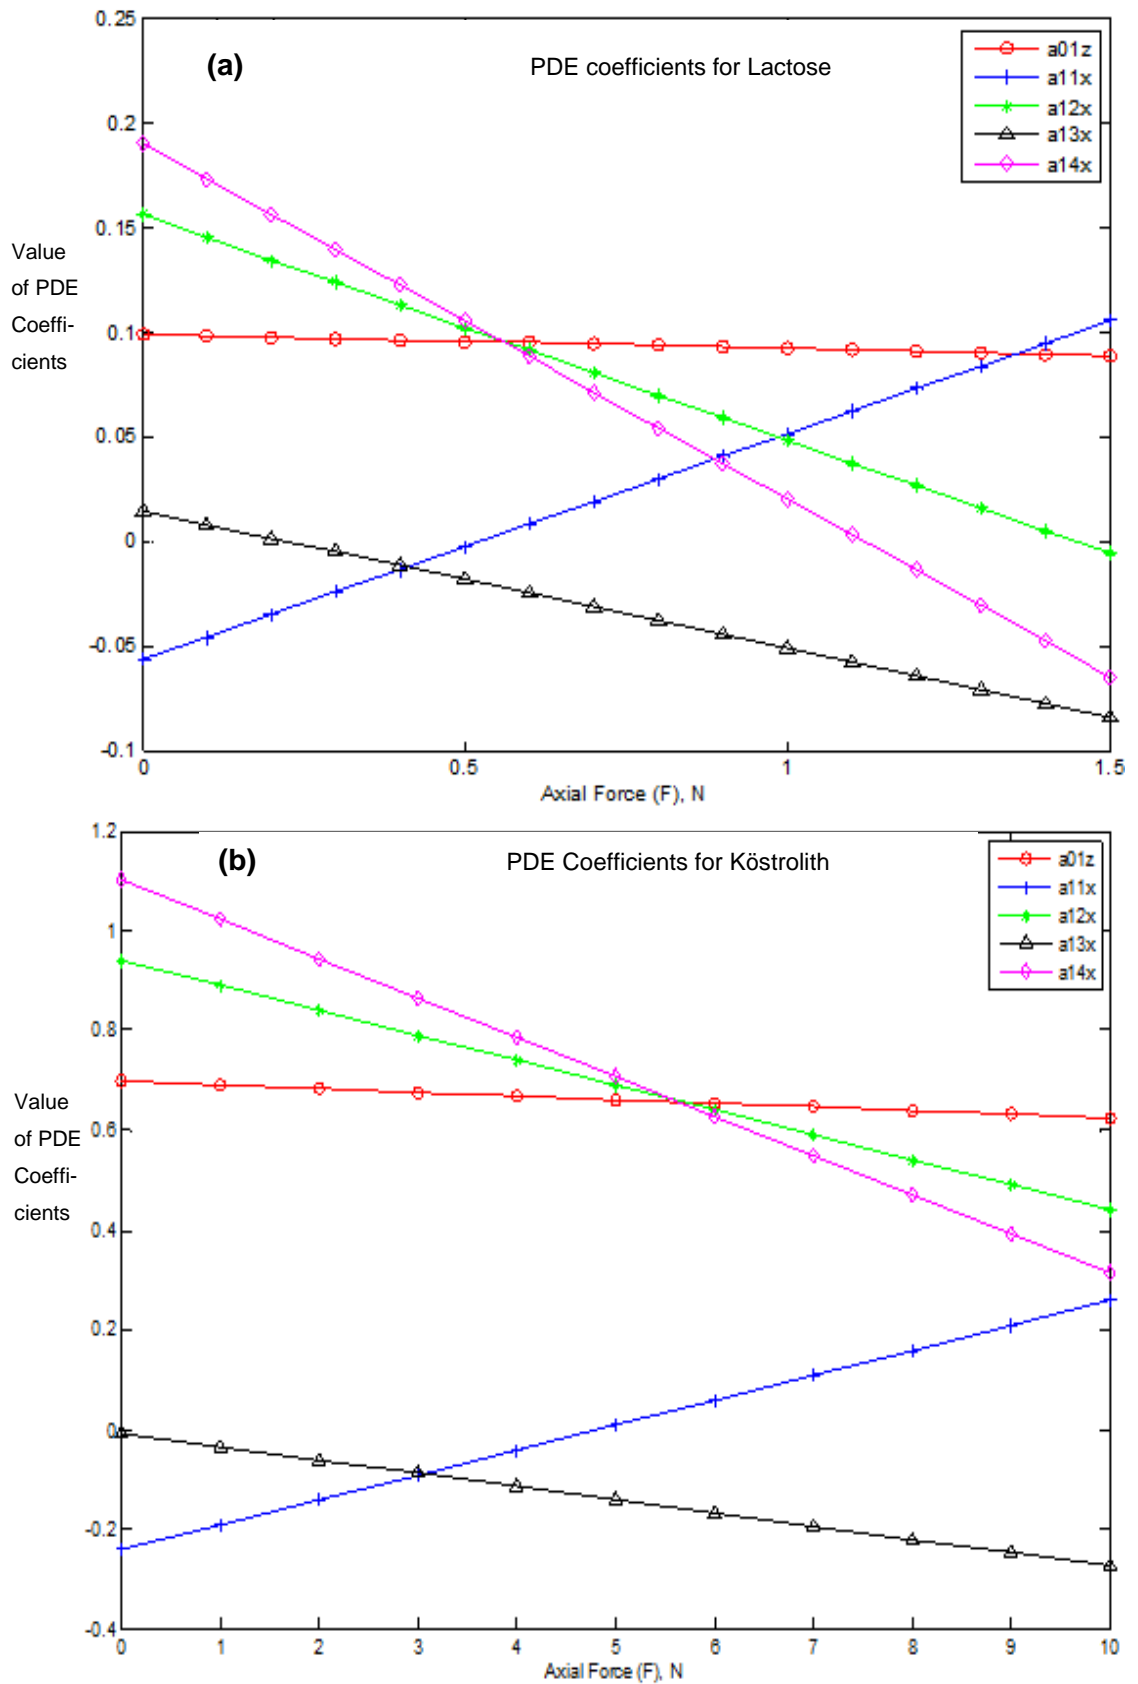 (a)
PDE coefficients for Lactose
a01z
a11x
a12x
a13x
a14x
0.25
0.2
0.15
0.1
0.05
0
-0.05
-0.1
Value
of PDE
Coeffi-
cients
0 0.5 1 1.5
Axial Force (F), N
(b)
PDE Coefficients for Köstrolith
a01z
a11x
a12x
a13x
a14x
1.2
1
0.8
0.6
0.4
0.2
0
-0.2
-0.4
Value
of PDE
Coeffi-
cients
0 1 2 3 4 5 6 7 8 9 10
Axial Force (F), N